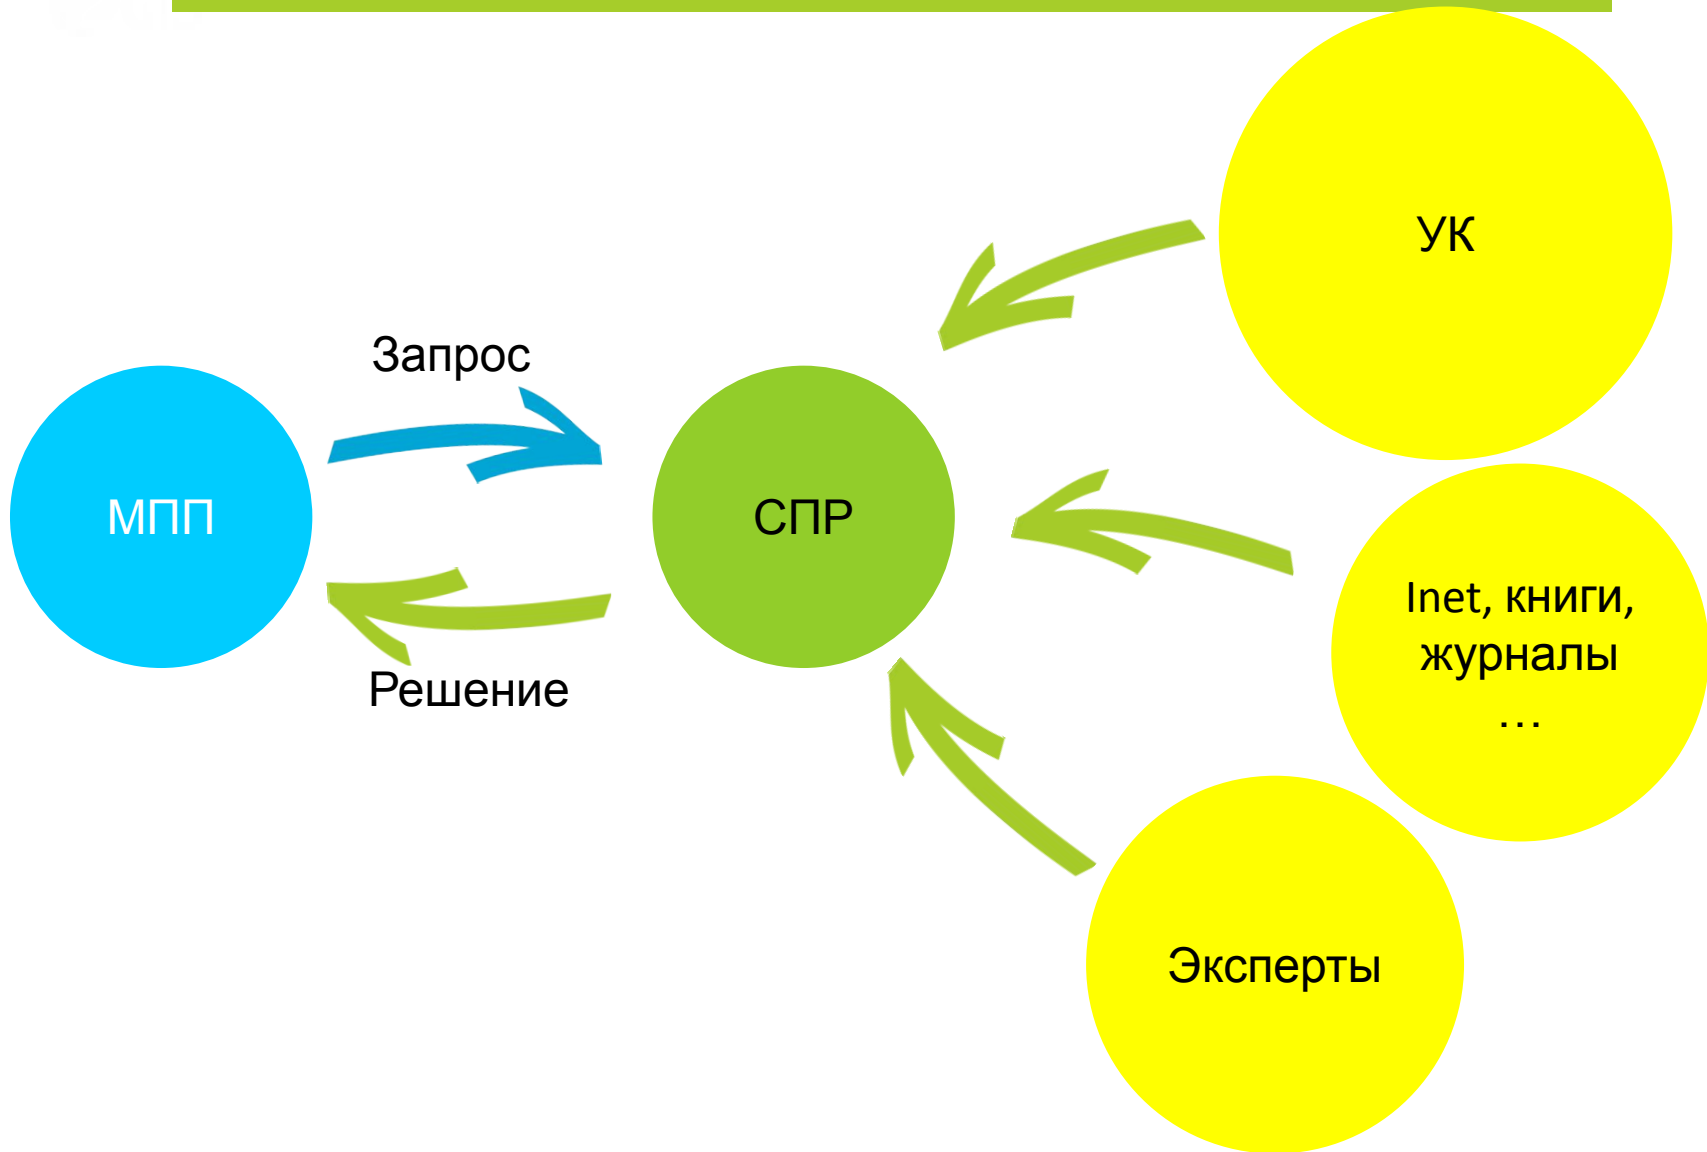 УК
Запрос
МПП
СПР
Inet, книги,
журналы
...
Решение
Эксперты